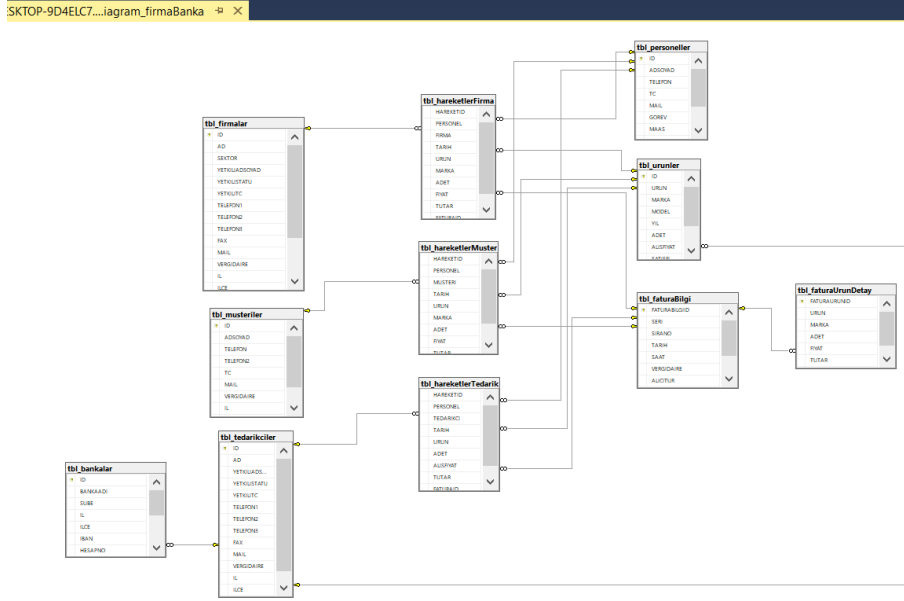 ESKTOP-9D4ELC7....iagram_firmaBanka
tbl_personeller
ID
ADSOYAD
TELEFON
TC
MAIL
GOREV
MAAS
tbl_hareketlerFirma
HAREKETID
PERSONEL
FIRMA
TARIH
URUN
MARKA
ADET
FIYAT
TUTAR
FATURAID
tbl_firmalar
ID
AD
SEKTOR
YETKILIADSOYAD
YETKILISTATU
YETKILITC
TELEFON1
TELEFON2
TELEFON3
FAX
MAIL
VERGIDAIRE
IL
ILCE
tbl_urunler
ID
URUN
MARKA
MODEL
YIL
ADET
ALISFIYAT
tbl_hareketlerMuster
HAREKETID
PERSONEL
MUSTERI
TARIH
URUN
MARKA
ADET
FIYAT
TUTAR
tbl_faturaBilgi
FATURABILGIID
SERI
SIRANO
TARIH
SAAT
VERGIDAIRE
ALICITUR
tbl_faturaUrunDetay
FATURAURUNID
URUN
MARKA
ADET
FIYAT
TUTAR
tbl_musteriler
ID
ADSOYAD
TELEFON
TELEFON2
TC
MAIL
VERGIDAIRE
IL
tbl_hareketlerTedarik
HAREKETID
PERSONEL
TEDARIKCI
TARIH
URUN
ADET
ALISFIYAT
TUTAR
FATURAID
tbl_tedarikciler
ID
AD
YETKILIADS...
YETKILISTATU
YETKILITC
TELEFON1
TELEFON2
TELEFON3
FAX
MAIL
VERGIDAIRE
IL
ILCE
tbl_bankalar
ID
BANKAADI
SUBE
IL
ILCE
IBAN
HESAPNO